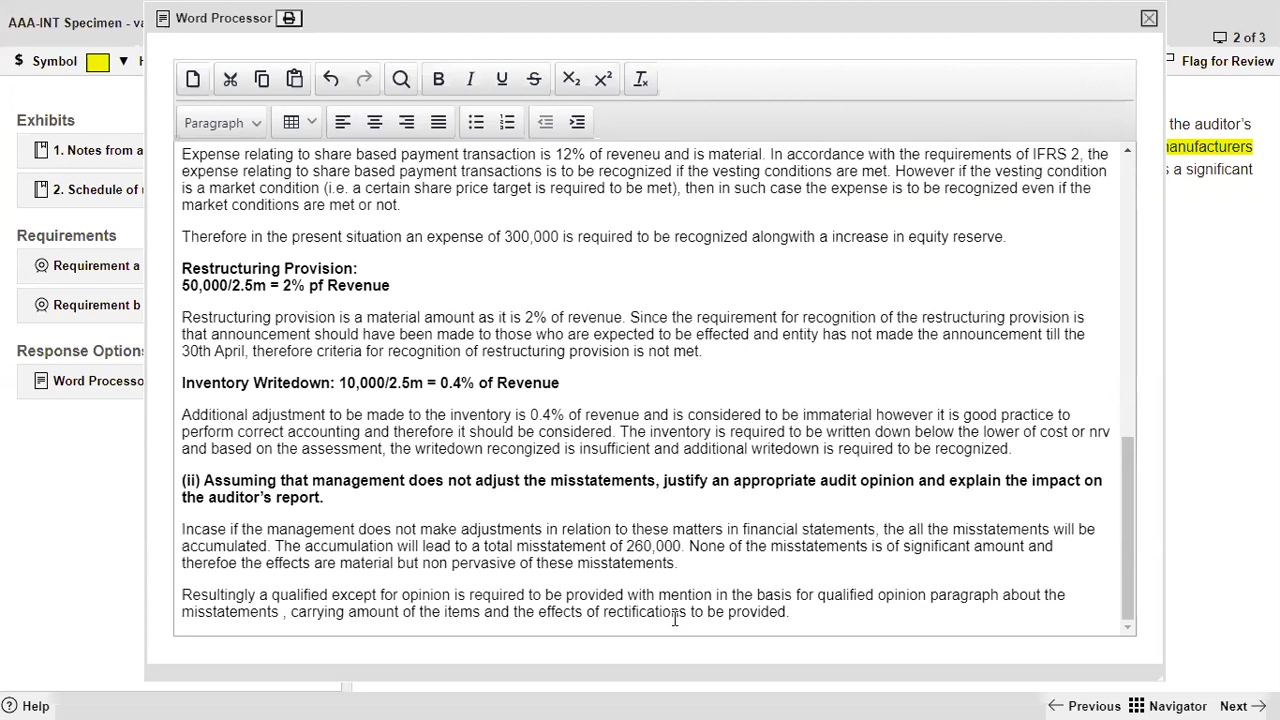 AAA-INT Specimen - va
Word Processor
2 of 3
$ Symbol
Flag for Review
Exhibits
1. Notes from a
2. Schedule of
Requirements
Requirement a
Requirement b
Response Option
Word Processo
the auditor's
manufacturers
s a significant
Paragraph
Expense relating to share based payment transaction is 12% of reveneu and is material. In accordance with the requirements of IFRS 2, the
expense relating to share based payment transactions is to be recognized if the vesting conditions are met. However if the vesting condition
is a market condition (i.e. a certain share price target is required to be met), then in such case the expense is to be recognized even if the
market conditions are met or not.
Therefore in the present situation an expense of 300,000 is required to be recognized alongwith a increase in equity reserve.
Restructuring Provision:
50,000/2.5m = 2% pf Revenue
Restructuring provision is a material amount as it is 2% of revenue. Since the requirement for recognition of the restructuring provision is
that announcement should have been made to those who are expected to be effected and entity has not made the announcement till the
30th April, therefore criteria for recognition of restructuring provision is not met.
Inventory Writedown: 10,000/2.5m = 0.4% of Revenue
Additional adjustment to be made to the inventory is 0.4% of revenue and is considered to be immaterial however it is good practice to
perform correct accounting and therefore it should be considered. The inventory is required to be written down below the lower of cost or nrv
and based on the assessment, the writedown recongized is insufficient and additional writedown is required to be recognized.
(ii) Assuming that management does not adjust the misstatements, justify an appropriate audit opinion and explain the impact on
the auditor's report.
Incase if the management does not make adjustments in relation to these matters in financial statements, the all the misstatements will be
accumulated. The accumulation will lead to a total misstatement of 260,000. None of the misstatements is of significant amount and
therefoe the effects are material but non pervasive of these misstatements.
Resultingly a qualified except for opinion is required to be provided with mention in the basis for qualified opinion paragraph about the
misstatements , carrying amount of the items and the effects of rectifications to be provided.
Help
Previous
Navigator
Next